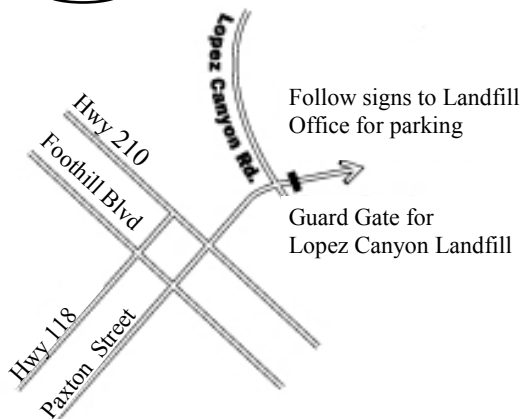 Lopez Canyon Rd.
Hwy 210
Follow signs to Landfill
Office for parking
Foothill Blvd
Guard Gate for
Lopez Canyon Landfill
Hwy 118
Paxton Street